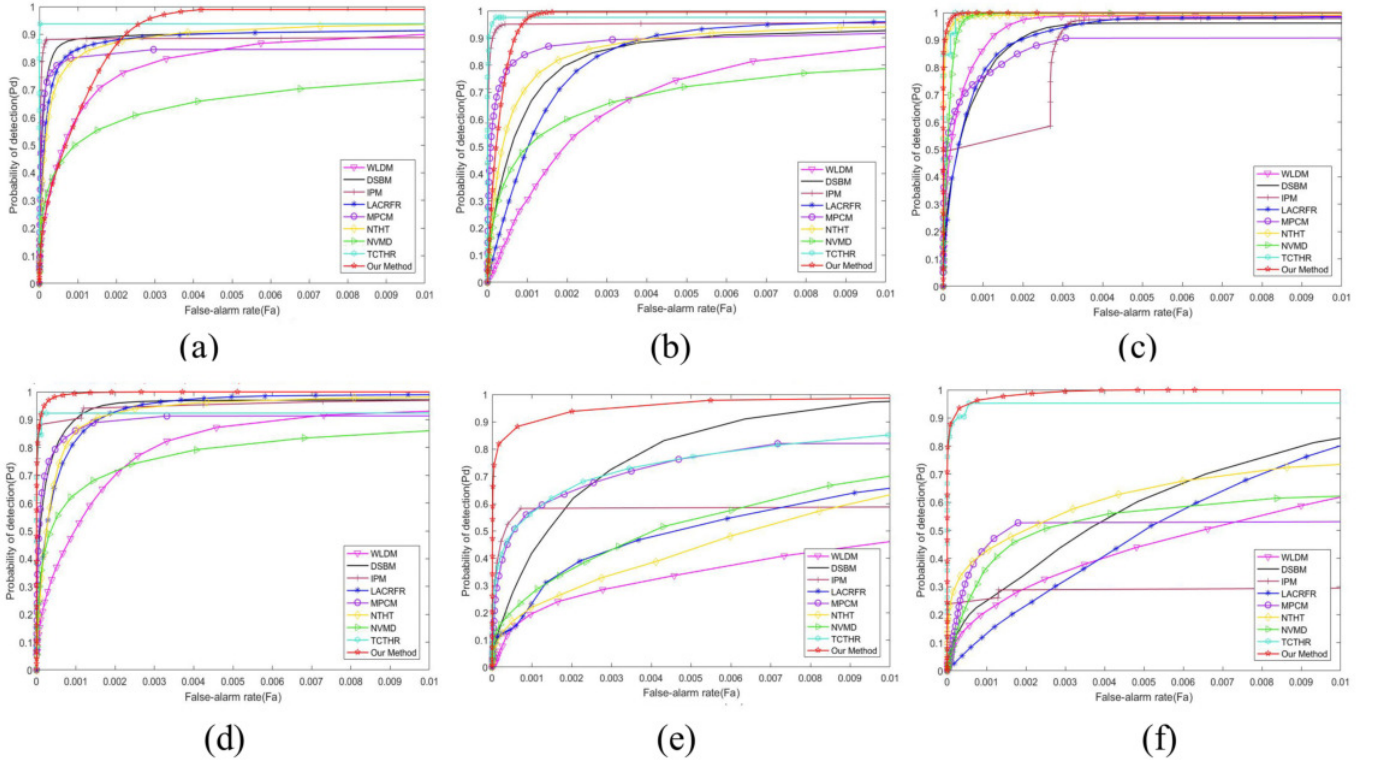 Probability of detection(Pd)
1
0.9
0.8
0.7
0.6
0.5
0.4
0.3
0.2
0.1
0
WLDM
DSBM
IPM
LACRFR
MPCM
NTHT
NVMD
TCTHR
Our Method
0 0.001 0.002 0.003 0.004 0.005 0.006 0.007 0.008 0.009 0.01
False-alarm rate(Fa)
(a)
Probability of detection(Pd)
1
0.9
0.8
0.7
0.6
0.5
0.4
0.3
0.2
0.1
0
WLDM
DSBM
IPM
LACRFR
MPCM
NTHT
NVMD
TCTHR
Our Method
0 0.001 0.002 0.003 0.004 0.005 0.006 0.007 0.008 0.009 0.01
False-alarm rate(Fa)
(b)
Probability of detection(Pd)
1
0.9
0.8
0.7
0.6
0.5
0.4
0.3
0.2
0.1
0
WLDM
DSBM
IPM
LACRFR
MPCM
NTHT
NVMD
TCTHR
Our Method
0 0.001 0.002 0.003 0.004 0.005 0.006 0.007 0.008 0.009 0.01
False-alarm rate(Fa)
(c)
Probability of detection(Pd)
1
0.9
0.8
0.7
0.6
0.5
0.4
0.3
0.2
0.1
0
WLDM
DSBM
IPM
LACRFR
MPCM
NTHT
NVMD
TCTHR
Our Method
0 0.001 0.002 0.003 0.004 0.005 0.006 0.007 0.008 0.009 0.01
False-alarm rate(Fa)
(d)
Probability of detection(Pd)
1
0.9
0.8
0.7
0.6
0.5
0.4
0.3
0.2
0.1
0
WLDM
DSBM
IPM
LACRFR
MPCM
NTHT
NVMD
TCTHR
Our Method
0 0.001 0.002 0.003 0.004 0.005 0.006 0.007 0.008 0.009 0.01
False-alarm rate(Fa)
(e)
Probability of detection(Pd)
1
0.9
0.8
0.7
0.6
0.5
0.4
0.3
0.2
0.1
0
WLDM
DSBM
IPM
LACRFR
MPCM
NTHT
NVMD
TCTHR
Our Method
0 0.001 0.002 0.003 0.004 0.005 0.006 0.007 0.008 0.009 0.01
False-alarm rate(Fa)
(f)